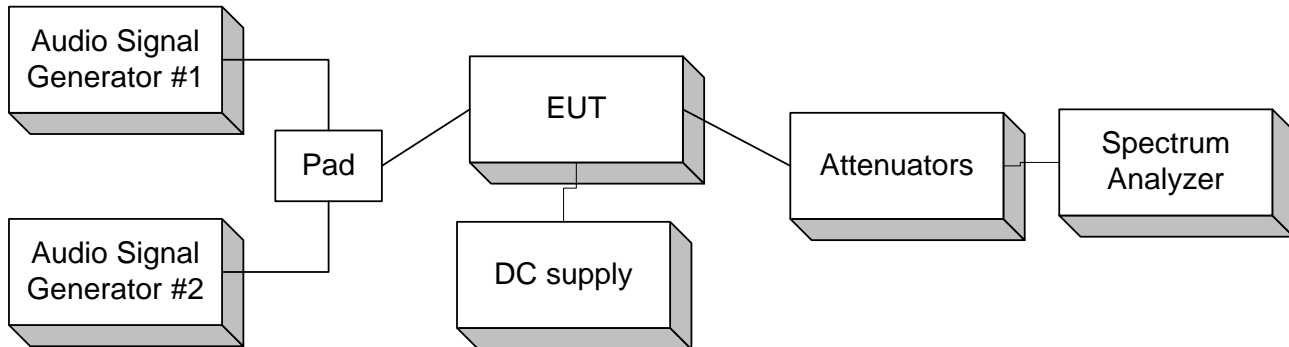 Audio Signal
Generator #1
Pad
Audio Signal
Generator #2
EUT
DC supply
Attenuators
Spectrum
Analyzer